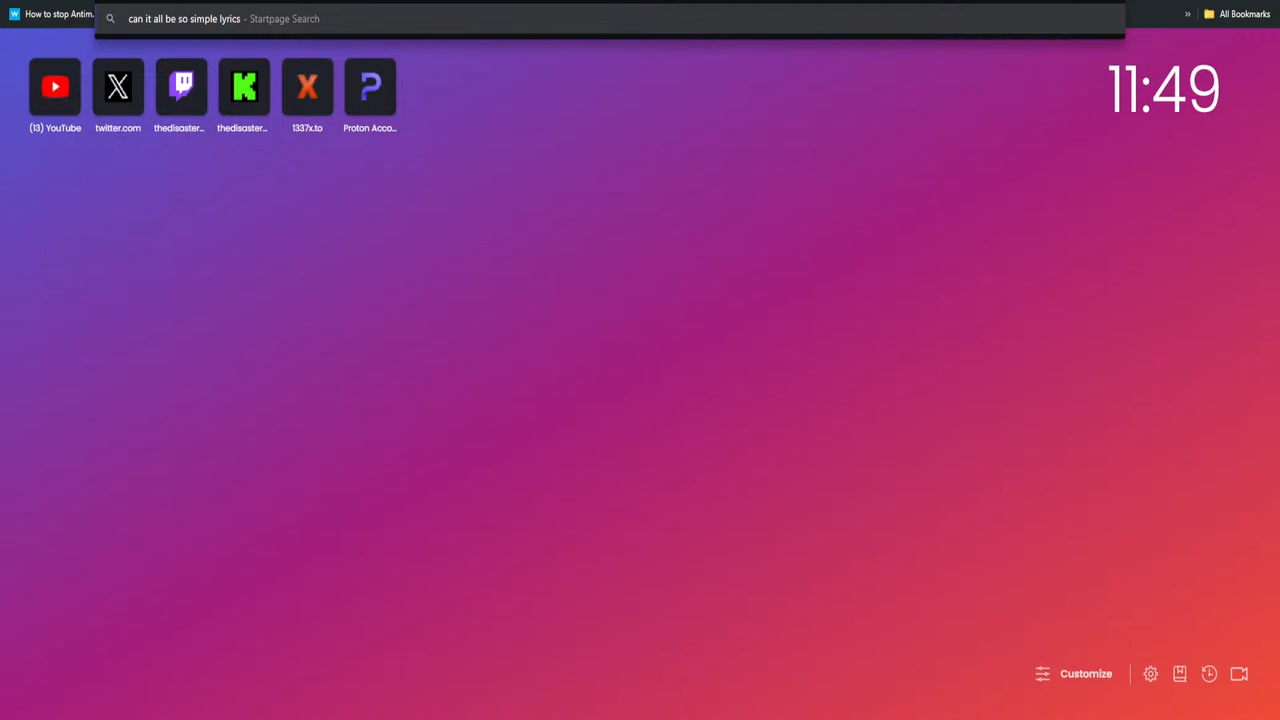 How to stop Antim.
can it all be so simple lyrics - Startpage Search
» All Bookmarks
11:49
(13) YouTube twitter.com thedisaster... thedisaster... 1337x.to Proton Acco...
Customize